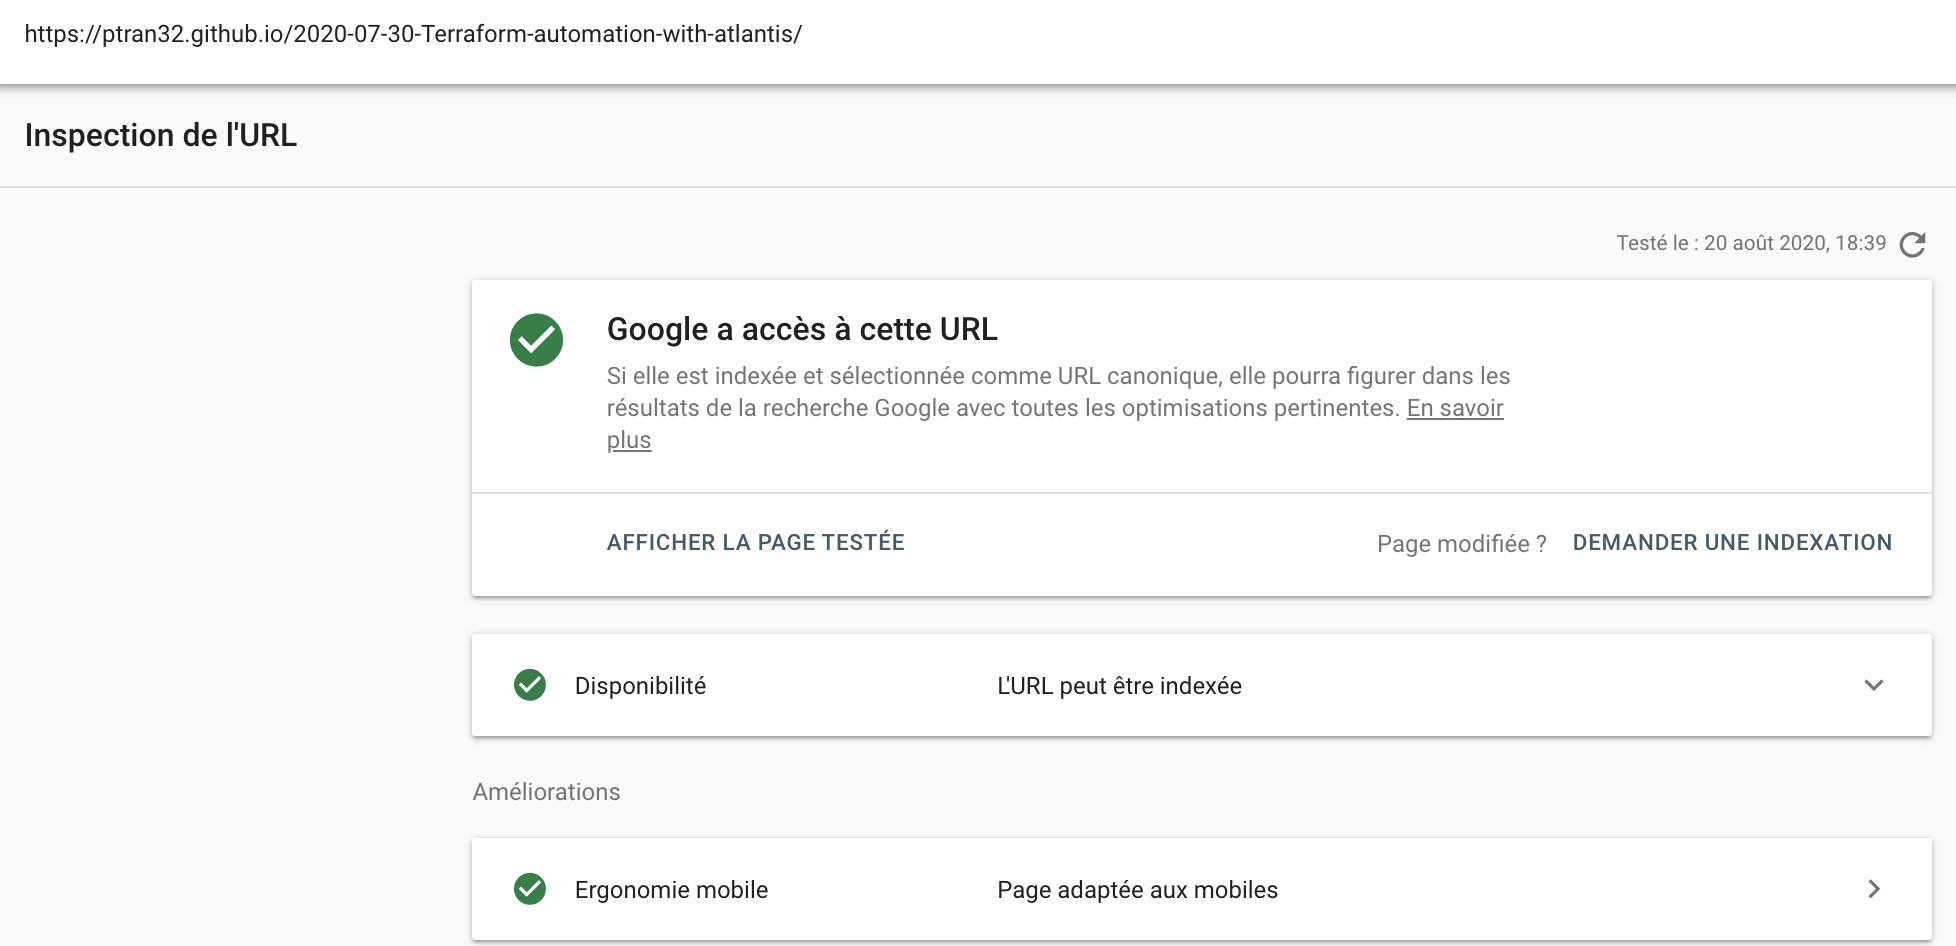 https://ptran32.github.io/2020-07-30-Terraform-automation-with-atlantis/
Inspection de l'URL
Testé le : 20 août 2020, 18:39
Google a accès à cette URL
Si elle est indexée et sélectionnée comme URL canonique, elle pourra figurer dans les
résultats de la recherche Google avec toutes les optimisations pertinentes. En savoir
plus
AFFICHER LA PAGE TESTÉE
Page modifiée ? DEMANDER UNE INDEXATION
Disponibilité L'URL peut être indexée
Améliorations
Ergonomie mobile Page adaptée aux mobiles